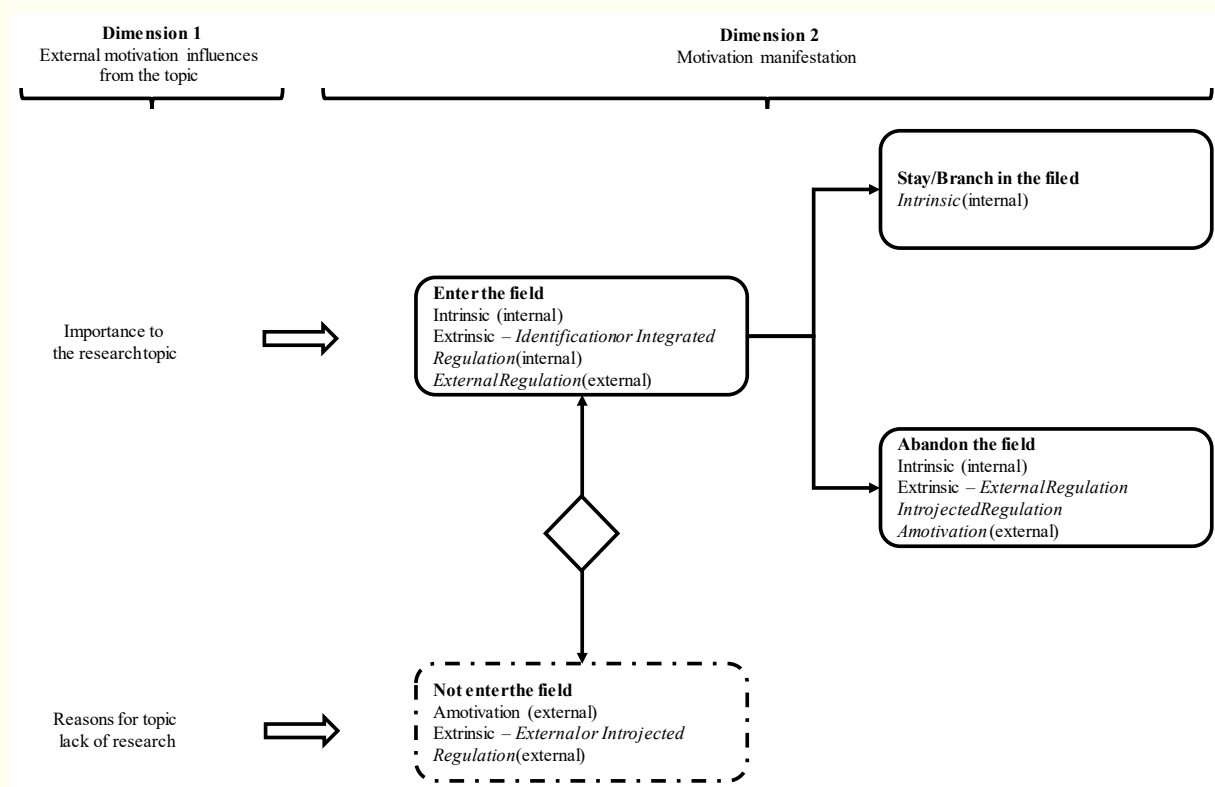 Dimension 1
External motivation influences
from the topic
Dimension 2
Motivation manifestation
Stay/Branch in the filed
Intrinsic (internal)
Importance to
the research topic
Enter the field
Intrinsic (internal)
Extrinsic – Identification or Integrated
Regulation (internal)
External Regulation (external)
Abandon the field
Intrinsic (internal)
Extrinsic – External Regulation
Introjected Regulation
Amotivation (external)
Reasons for topic
lack of research
Not enter the field
Amotivation (external)
Extrinsic – External or Introjected
Regulation (external)